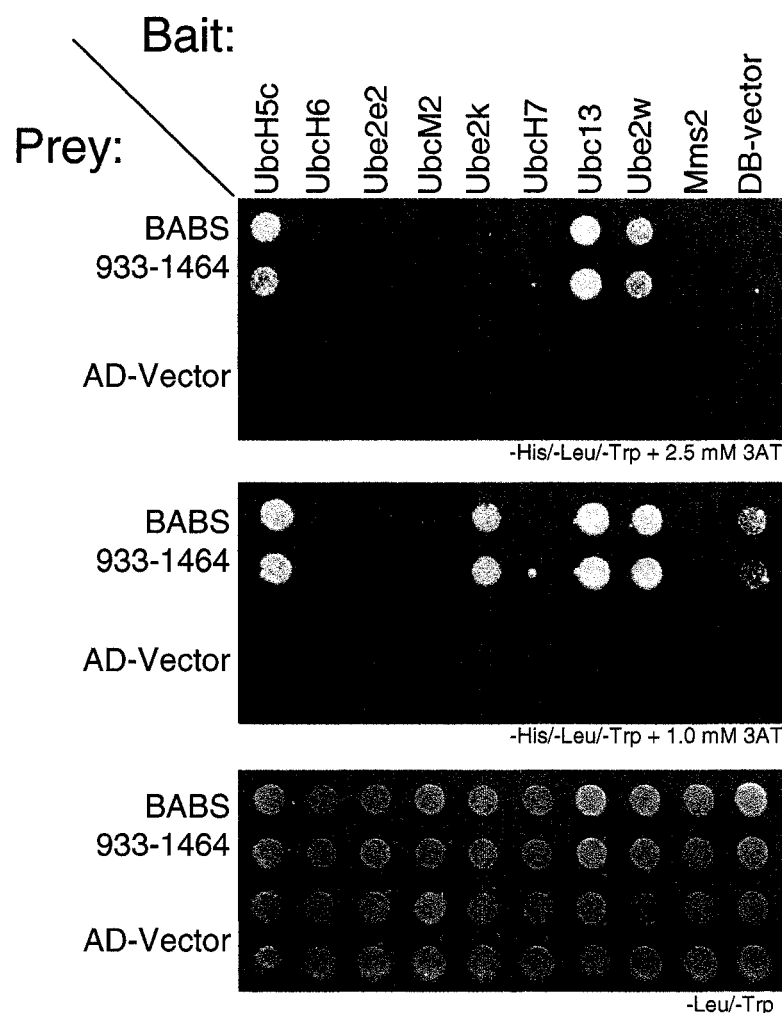 Bait:
Prey:
UbcH5c
UbcH6
Ube2e2
UbcM2
Ube2k
UbcH7
Ubc13
Ube2w
Mms2
DB-vector
BABS
933-1464
AD-Vector
-His/-Leu/-Trp + 2.5 mM 3AT
BABS
933-1464
AD-Vector
-His/-Leu/-Trp + 1.0 mM 3AT
BABS
933-1464
AD-Vector
-Leu/-Trp